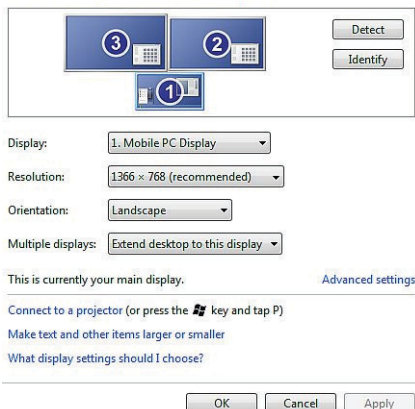 3
2
Detect
Identify
1
Display: 1. Mobile PC Display
Resolution: 1366 × 768 (recommended)
Orientation: Landscape
Multiple displays: Extend desktop to this display
This is currently your main display. Advanced settings
Connect to a projector (or press the key and tap P)
Make text and other items larger or smaller
What display settings should I choose?
OK Cancel Apply